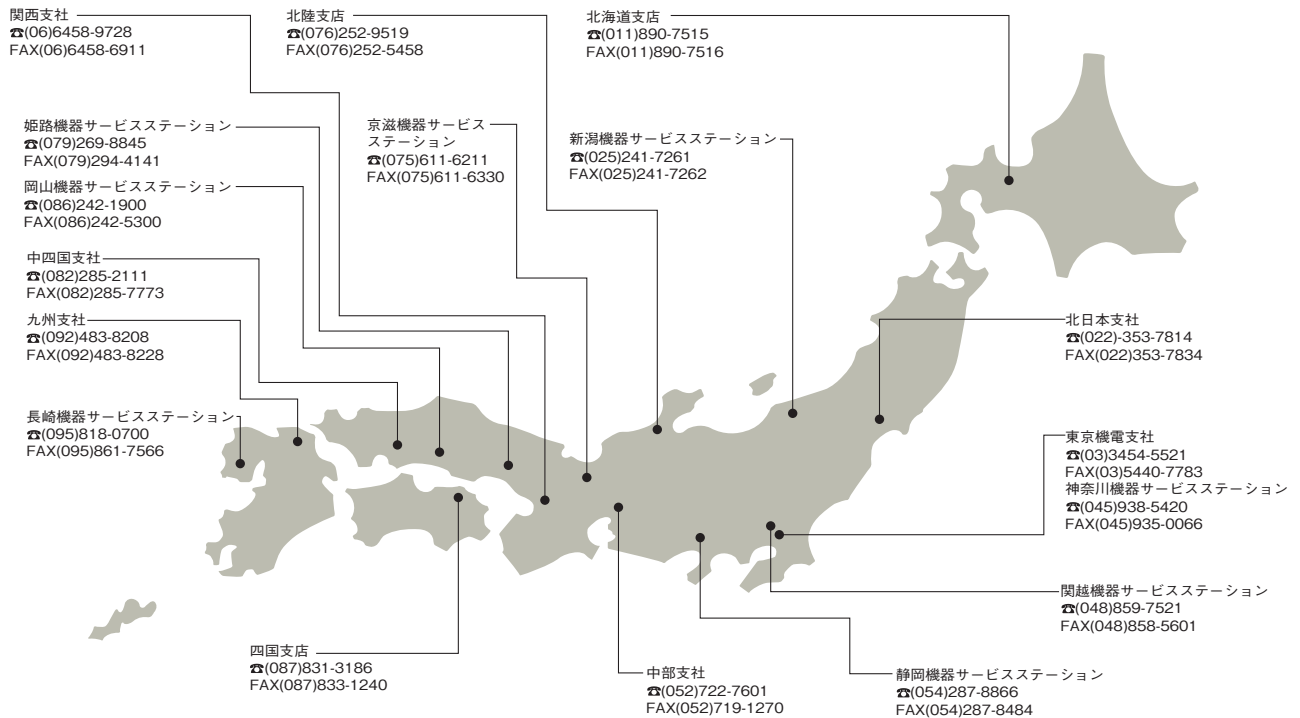 関西支社
☎(06)6458-9728
FAX(06)6458-6911
北陸支店
☎(076)252-9519
FAX(076)252-5458
北海道支店
☎(011)890-7515
FAX(011)890-7516
姫路機器サービスステーション
☎(079)269-8845
FAX(079)294-4141
京滋機器サービス
ステーション
☎(075)611-6211
FAX(075)611-6330
新潟機器サービスステーション
☎(025)241-7261
FAX(025)241-7262
岡山機器サービスステーション
☎(086)242-1900
FAX(086)242-5300
中四国支社
☎(082)285-2111
FAX(082)285-7773
九州支社
☎(092)483-8208
FAX(092)483-8228
北日本支社
☎(022)-353-7814
FAX(022)353-7834
長崎機器サービスステーション
☎(095)818-0700
FAX(095)861-7566
東京機電支社
☎(03)3454-5521
FAX(03)5440-7783
神奈川機器サービスステーション
☎(045)938-5420
FAX(045)935-0066
関越機器サービスステーション
☎(048)859-7521
FAX(048)858-5601
四国支店
☎(087)831-3186
FAX(087)833-1240
中部支社
☎(052)722-7601
FAX(052)719-1270
静岡機器サービスステーション
☎(054)287-8866
FAX(054)287-8484